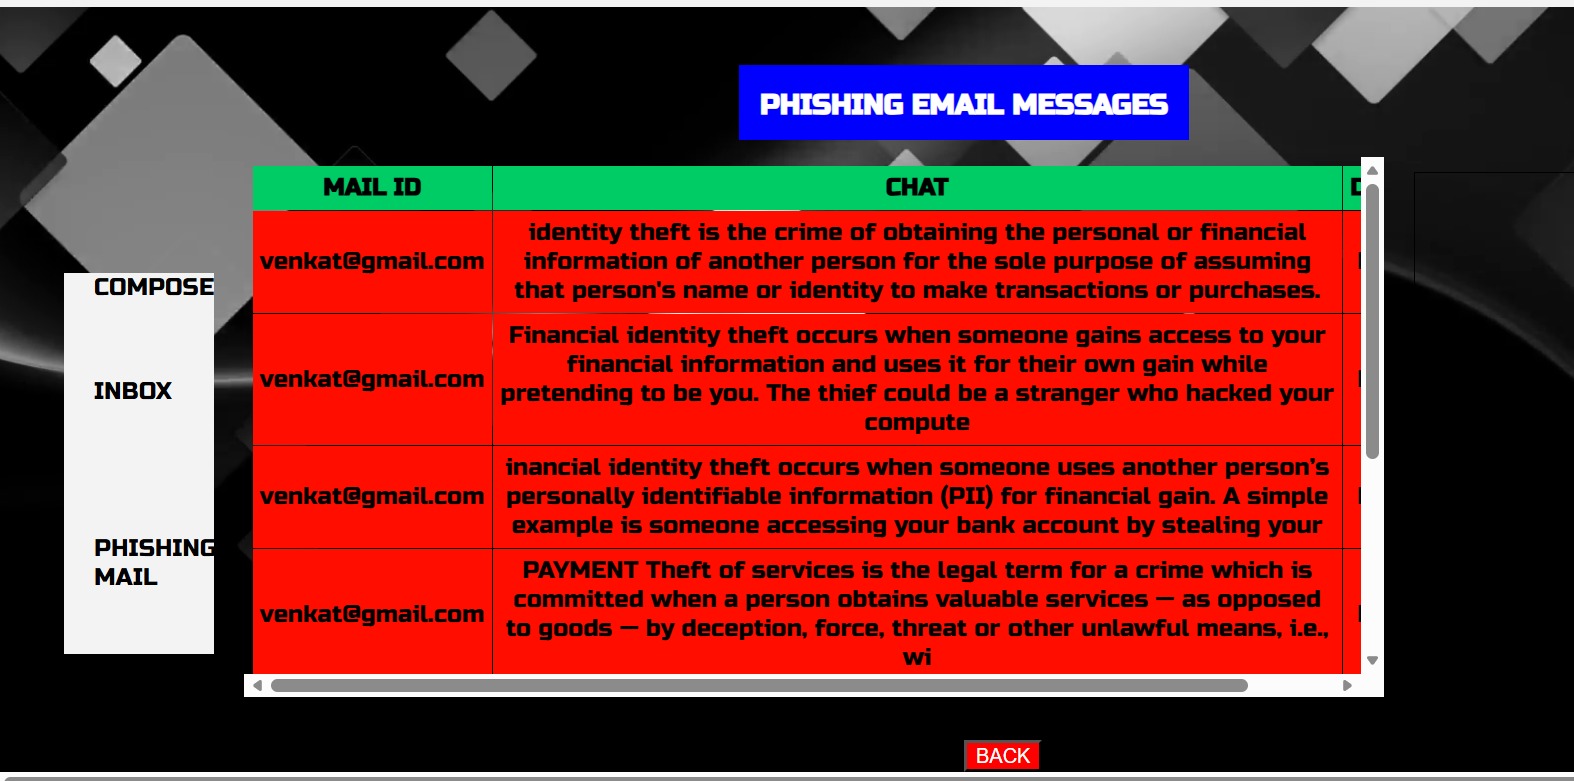 PHISHING EMAIL MESSAGES
MAIL ID
CHAT
venkat@gmail.com
identity theft is the crime of obtaining the personal or financial
information of another person for the sole purpose of assuming
that person's name or identity to make transactions or purchases.
venkat@gmail.com
Financial identity theft occurs when someone gains access to your
financial information and uses it for their own gain while
pretending to be you. The thief could be a stranger who hacked your
compute
venkat@gmail.com
inancial identity theft occurs when someone uses another person's
personally identifiable information (PII) for financial gain. A simple
example is someone accessing your bank account by stealing your
venkat@gmail.com
PAYMENT Theft of services is the legal term for a crime which is
committed when a person obtains valuable services — as opposed
to goods — by deception, force, threat or other unlawful means, i.e.,
wi
COMPOSE
INBOX
PHISHING
MAIL
BACK